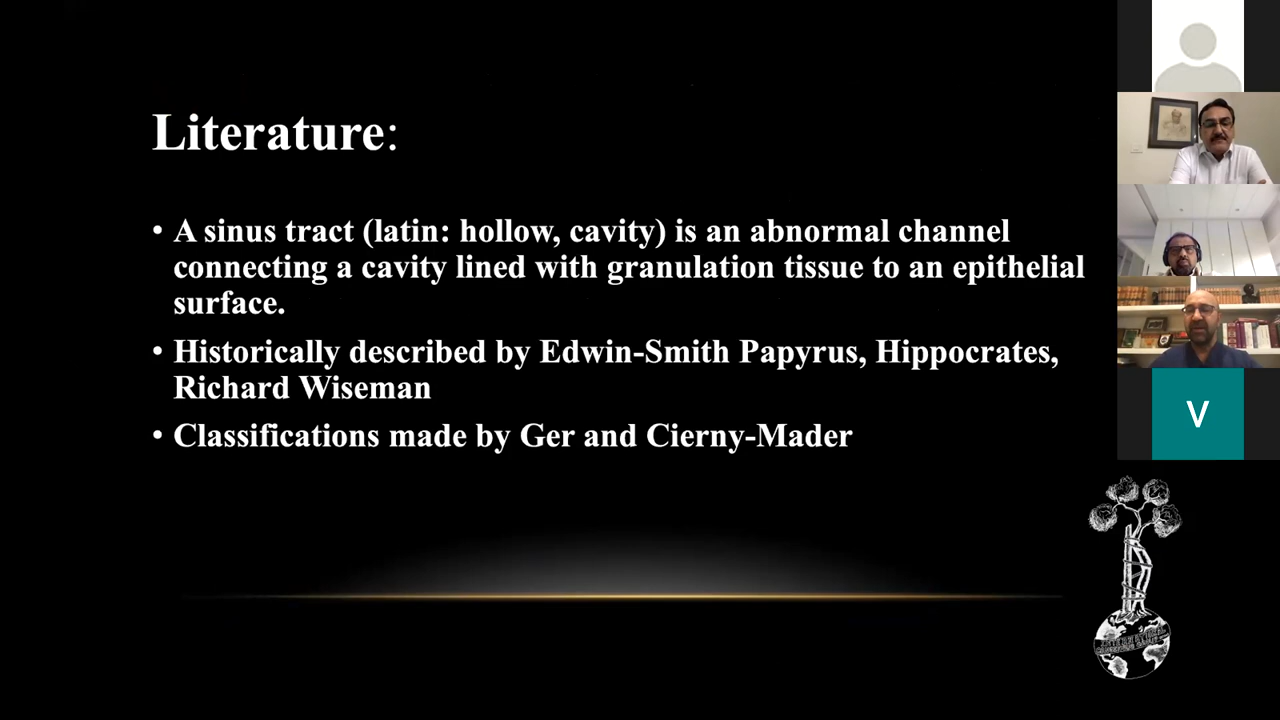 Literature:
• A sinus tract (latin: hollow, cavity) is an abnormal channel
connecting a cavity lined with granulation tissue to an epithelial
surface.
• Historically described by Edwin-Smith Papyrus, Hippocrates,
Richard Wiseman
• Classifications made by Ger and Cierny-Mader
V